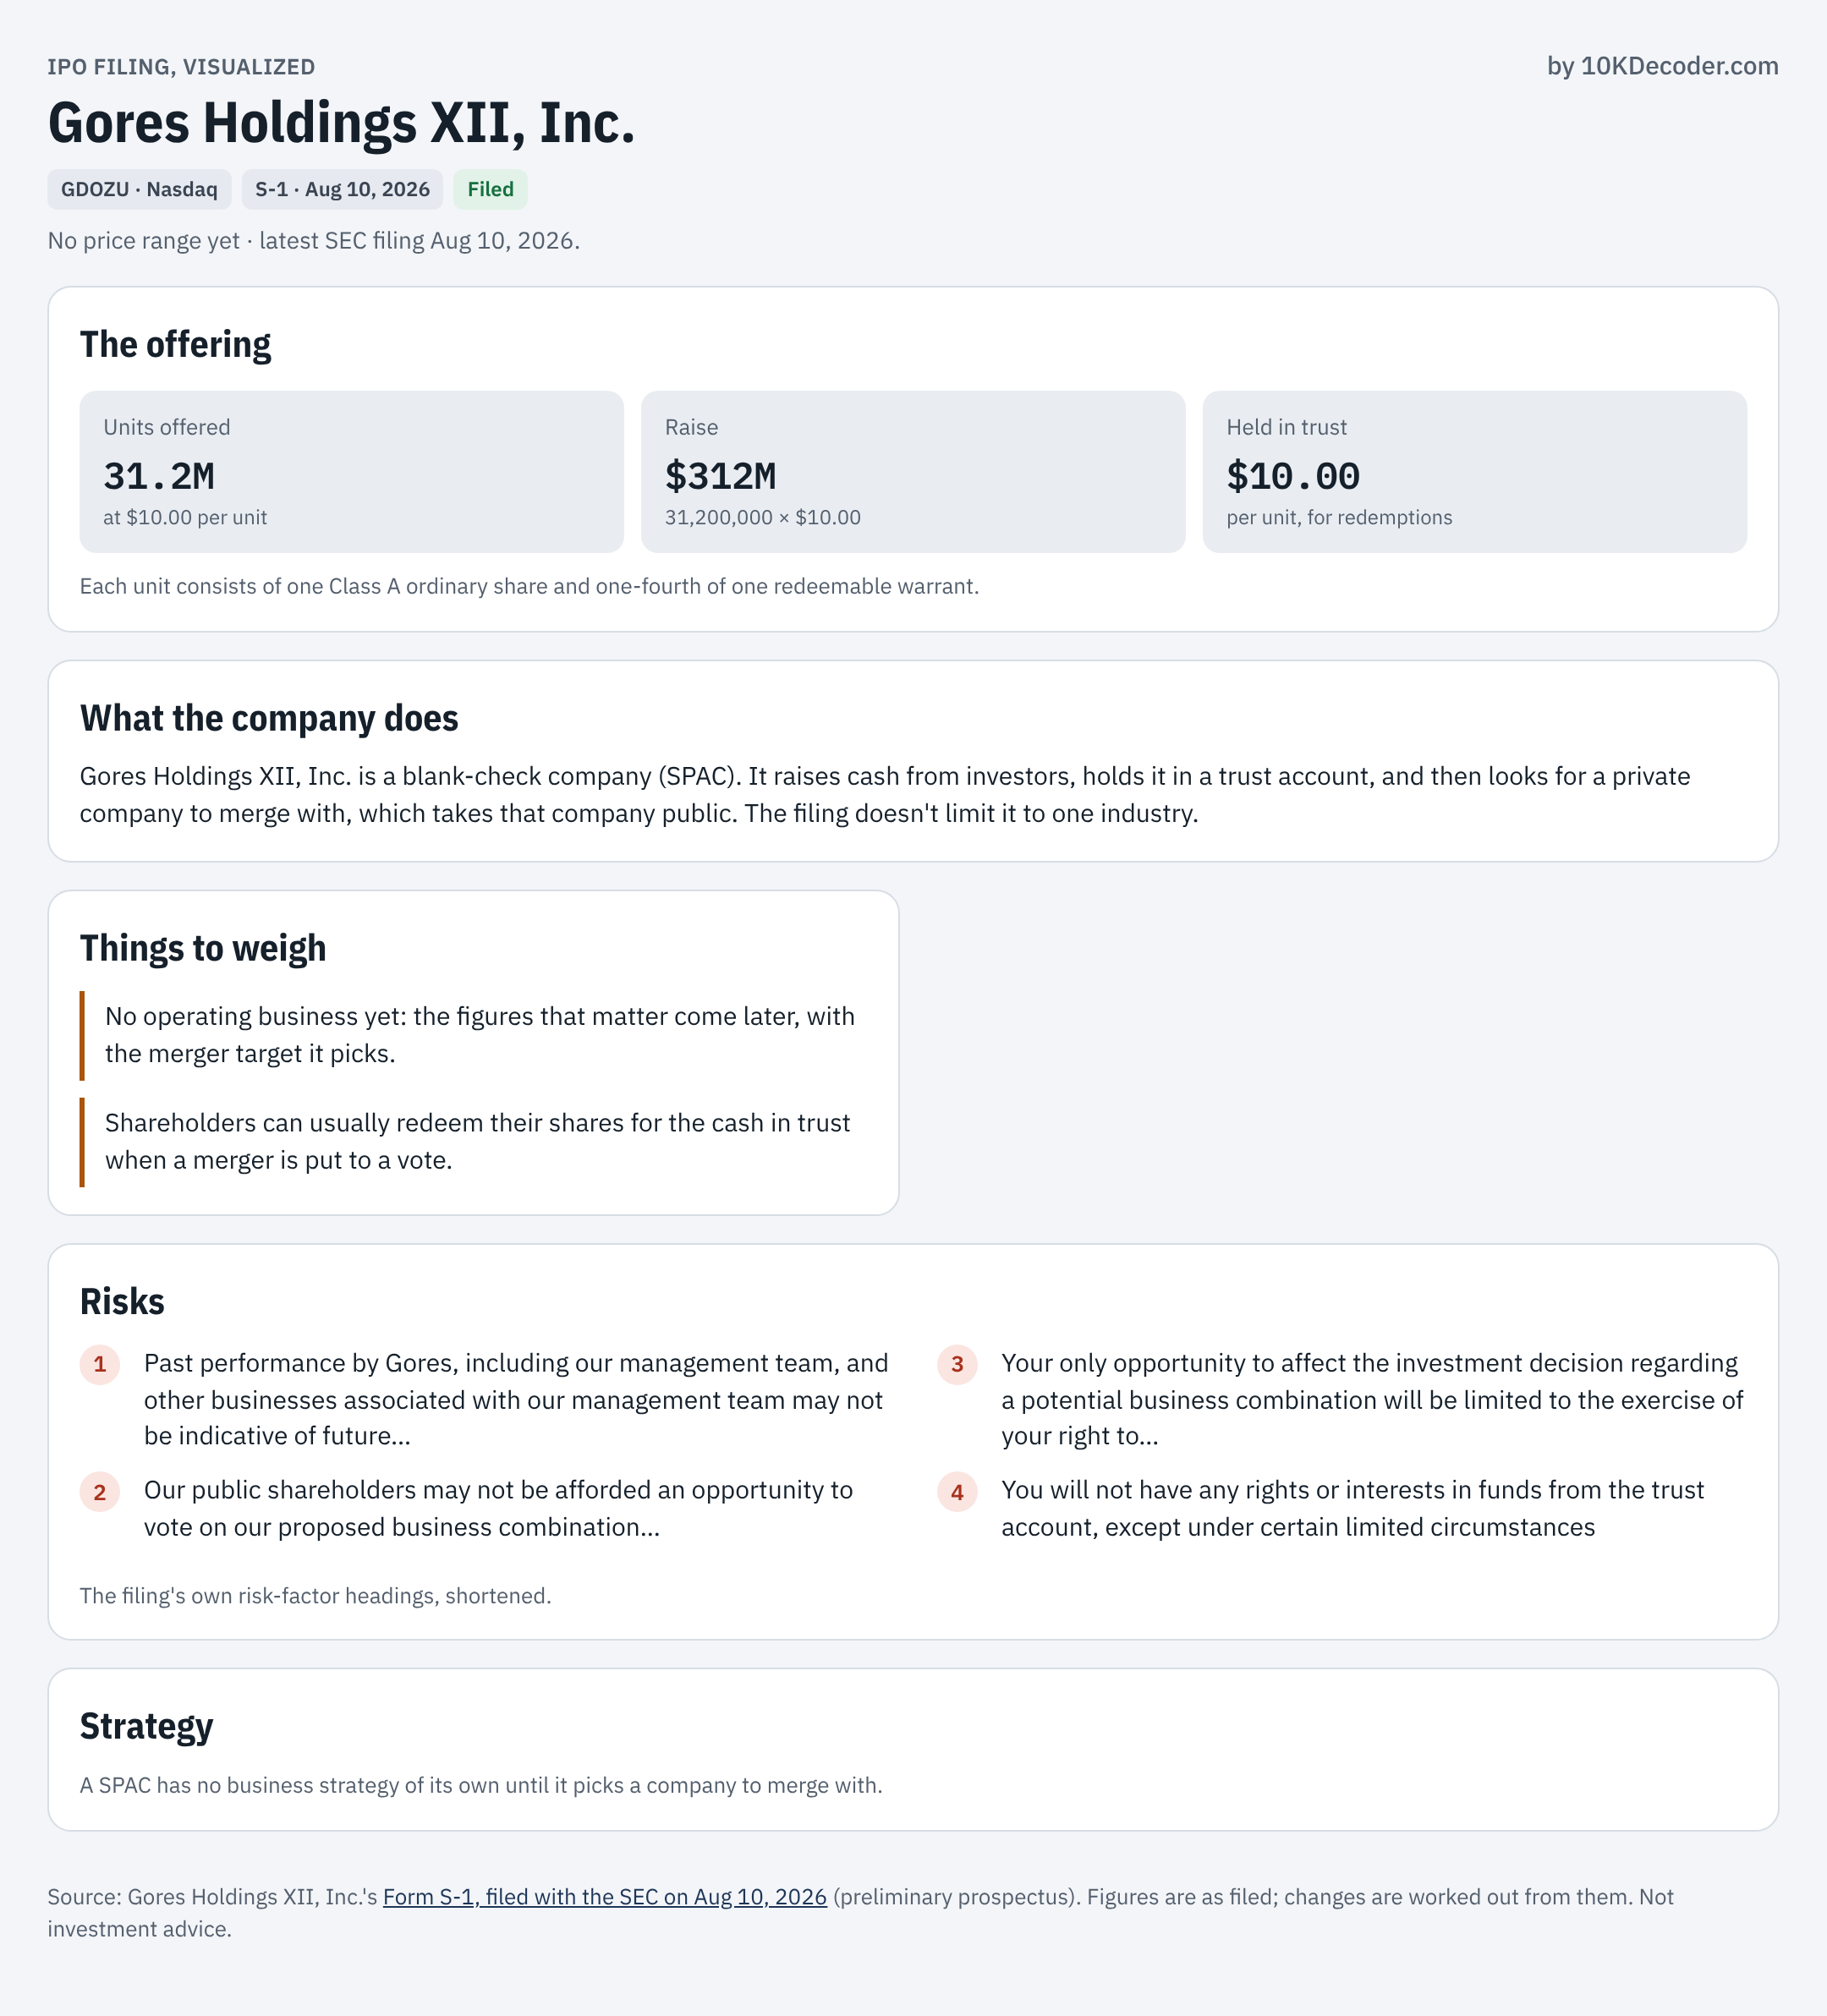 IPO FILING, VISUALIZED
by 10KDecoder.com
Gores Holdings XII, Inc.
GDOZU · Nasdaq
S-1 · Aug 10, 2026
Filed
No price range yet · latest SEC filing Aug 10, 2026.
The offering
Units offered
31.2M
at $10.00 per unit
Raise
$312M
31,200,000 × $10.00
Held in trust
$10.00
per unit, for redemptions
Each unit consists of one Class A ordinary share and one-fourth of one redeemable warrant.
What the company does
Gores Holdings XII, Inc. is a blank-check company (SPAC). It raises cash from investors, holds it in a trust account, and then looks for a private
company to merge with, which takes that company public. The filing doesn't limit it to one industry.
Things to weigh
No operating business yet: the figures that matter come later, with
the merger target it picks.
Shareholders can usually redeem their shares for the cash in trust
when a merger is put to a vote.
Risks
1
Past performance by Gores, including our management team, and
other businesses associated with our management team may not
be indicative of future…
2
Our public shareholders may not be afforded an opportunity to
vote on our proposed business combination…
3
Your only opportunity to affect the investment decision regarding
a potential business combination will be limited to the exercise of
your right to…
4
You will not have any rights or interests in funds from the trust
account, except under certain limited circumstances
The filing's own risk-factor headings, shortened.
Strategy
A SPAC has no business strategy of its own until it picks a company to merge with.
Source: Gores Holdings XII, Inc.'s Form S-1, filed with the SEC on Aug 10, 2026 (preliminary prospectus). Figures are as filed; changes are worked out from them. Not
investment advice.